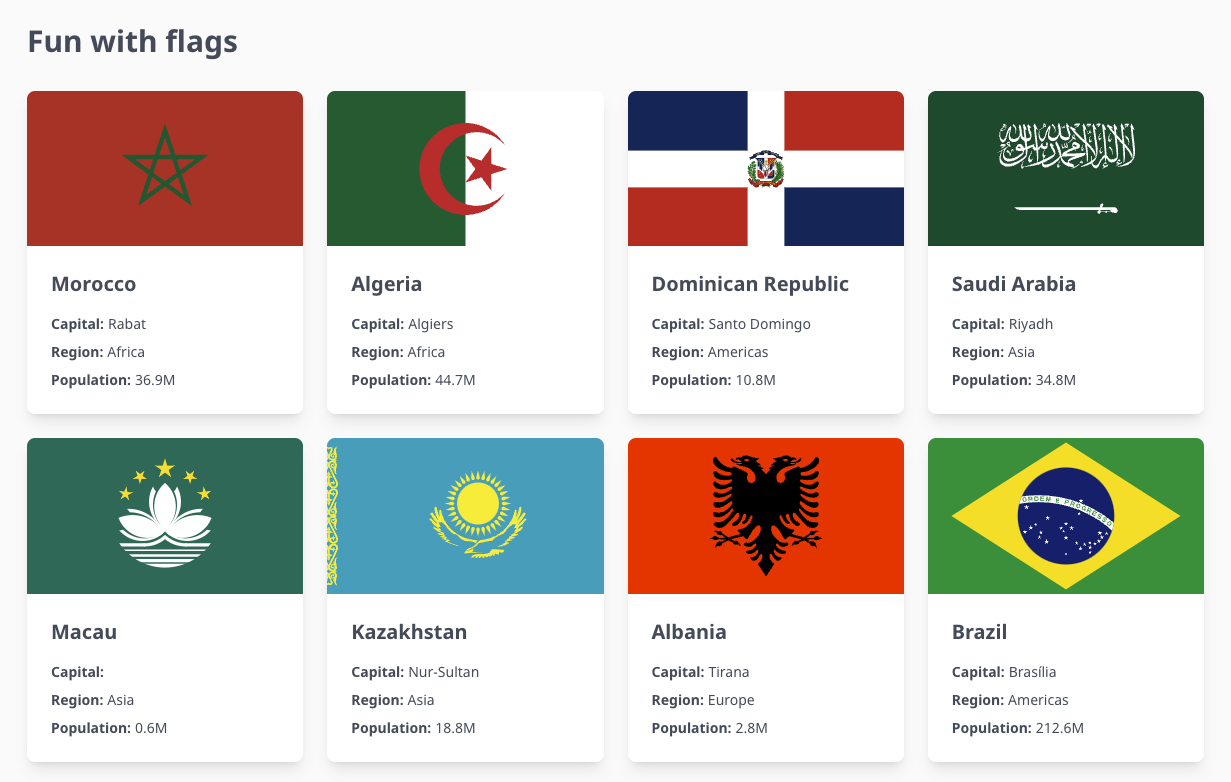 Fun with flags
Morocco
Capital: Rabat
Region: Africa
Population: 36.9M
Algeria
Capital: Algiers
Region: Africa
Population: 44.7M
Dominican Republic
Capital: Santo Domingo
Region: Americas
Population: 10.8M
لا إله إلا الله محمد رسول الله
Saudi Arabia
Capital: Riyadh
Region: Asia
Population: 34.8M
Macau
Capital:
Region: Asia
Population: 0.6M
Kazakhstan
Capital: Nur-Sultan
Region: Asia
Population: 18.8M
Albania
Capital: Tirana
Region: Europe
Population: 2.8M
ORDEM E PROGRESSO
Brazil
Capital: Brasília
Region: Americas
Population: 212.6M